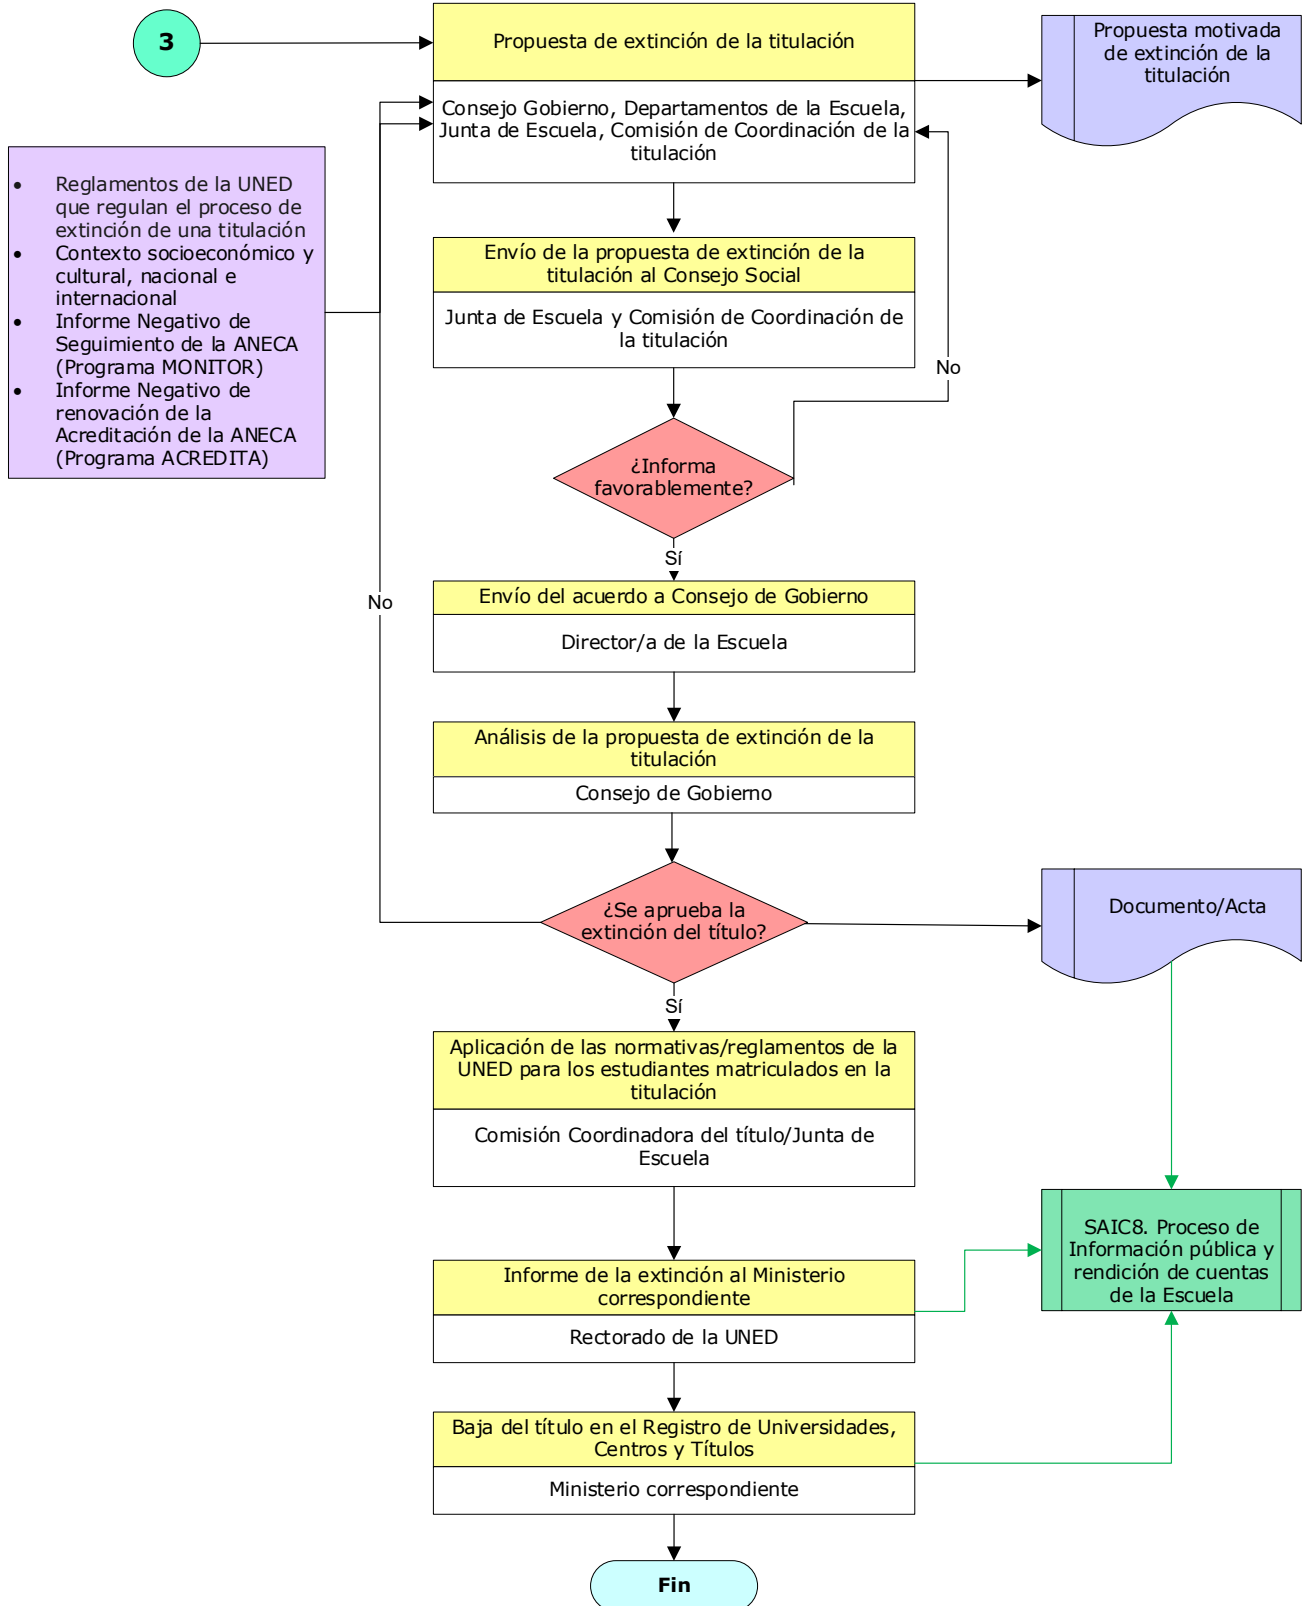 3
Propuesta de extinción de la titulación
Propuesta motivada
de extinción de la
titulación
Consejo Gobierno, Departamentos de la Escuela,
Junta de Escuela, Comisión de Coordinación de la
titulación
• Reglamentos de la UNED
que regulan el proceso de
extinción de una titulación
• Contexto socioeconómico y
cultural, nacional e
internacional
• Informe Negativo de
Seguimiento de la ANECA
(Programa MONITOR)
• Informe Negativo de
renovación de la
Acreditación de la ANECA
(Programa ACREDITA)
Envío de la propuesta de extinción de la
titulación al Consejo Social
Junta de Escuela y Comisión de Coordinación de
la titulación
No
¿Informa
favorablemente?
Sí
Envío del acuerdo a Consejo de Gobierno
No
Director/a de la Escuela
Análisis de la propuesta de extinción de la
titulación
Consejo de Gobierno
¿Se aprueba la
extinción del título?
Documento/Acta
Sí
Aplicación de las normativas/reglamentos de la
UNED para los estudiantes matriculados en la
titulación
Comisión Coordinadora del título/Junta de
Escuela
SAIC8. Proceso de
Información pública y
rendición de cuentas
de la Escuela
Informe de la extinción al Ministerio
correspondiente
Rectorado de la UNED
Baja del título en el Registro de Universidades,
Centros y Títulos
Ministerio correspondiente
Fin